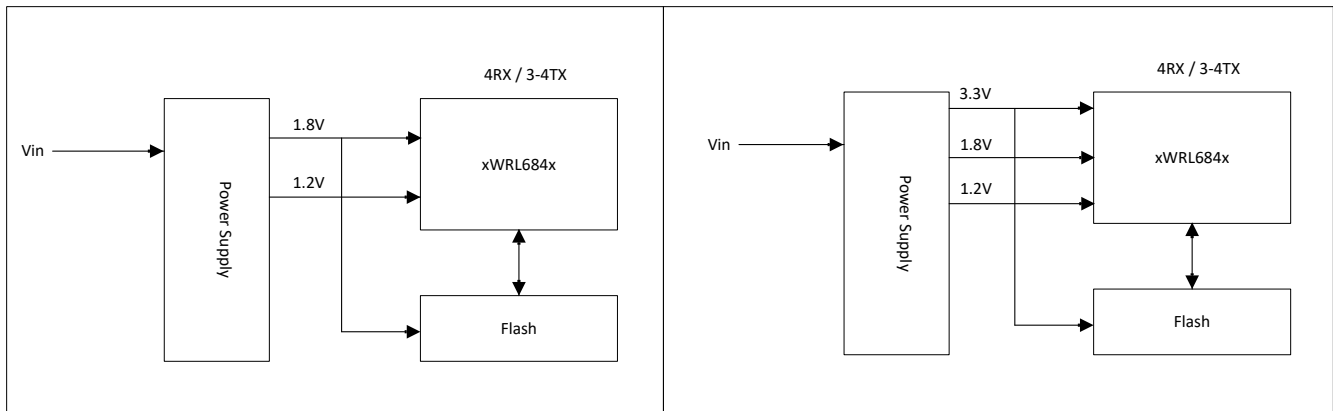 4RX / 3-4TX
1.8V
Vin
xWRL684x
1.2V
Power Supply
Flash
4RX / 3-4TX
3.3V
Vin
1.8V
xWRL684x
1.2V
Power Supply
Flash